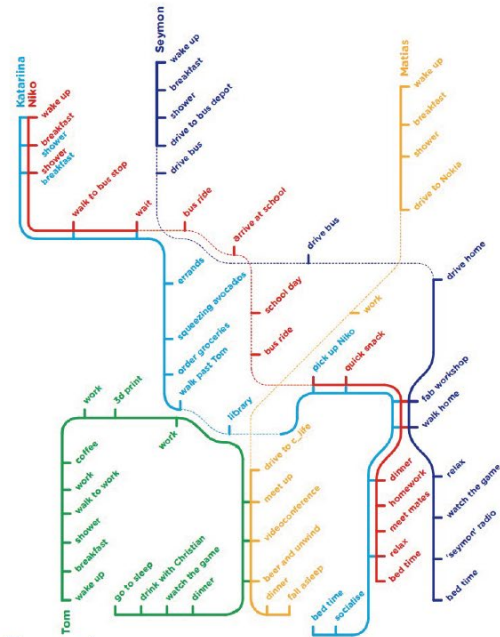 Katariina
Niko
wake up
breakfast
shower
shower
breakfast
walk to bus stop
wait
bus ride
arrive at school
school day
bus ride
quick snack
dinner
homework
meet mates
relax
bed time
errands
squeezing avocados
order groceries
walk past Tom
library
pick up Niko
socialise
bed time
Seymon
wake up
breakfast
shower
drive to bus depot
drive bus
drive bus
drive home
fab workshop
walk home
relax
watch the game
'seymon' radio
bed time
Matias
wake up
breakfast
shower
drive to Nokia
work
drive to c_life
meet up
videoconference
beer and unwind
dinner
fall asleep
Tom
wake up
breakfast
shower
walk to work
work
coffee
work
3d print
work
dinner
watch the game
drink with Christian
go to sleep